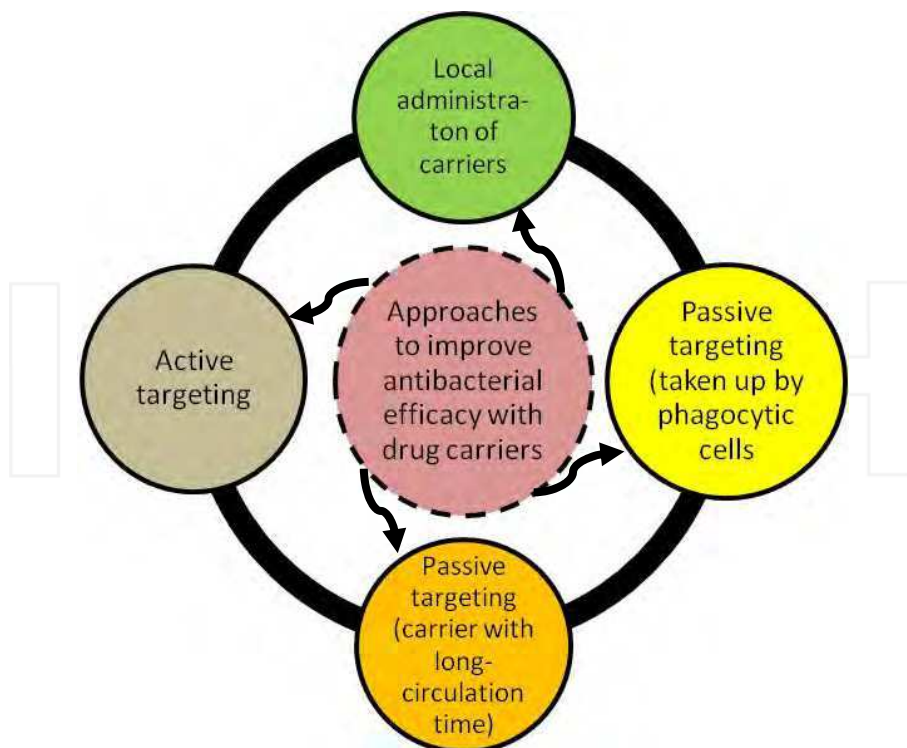 Local
administra-
ton of
carriers
Approaches
to improve
antibacterial
efficacy with
drug carriers
Passive
targeting
(taken up by
phagocytic
cells
Active
targeting
Passive
targeting
(carrier with
long-
circulation
time)